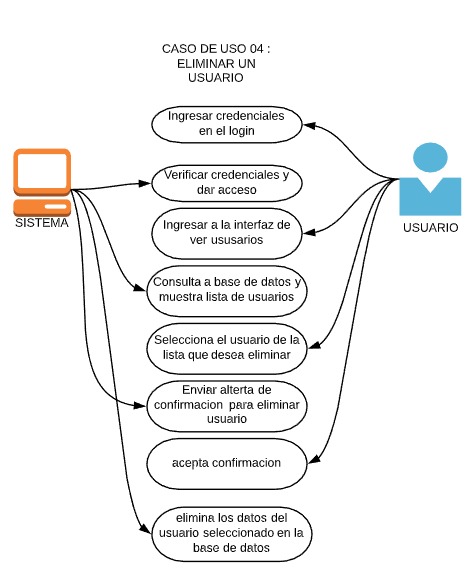 CASO DE USO 04 :
ELIMINAR UN
USUARIO
Ingresar credenciales
en el login
Verificar credenciales y
dar acceso
SISTEMA
Ingresar a la interfaz de
ver ususarios
USUARIO
Consulta a base de datos y
muestra lista de usuarios
Selecciona el usuario de la
lista que desea eliminar
Enviar alterta de
confirmacion para eliminar
usuario
acepta confirmacion
elimina los datos del
usuario seleccionado en la
base de datos